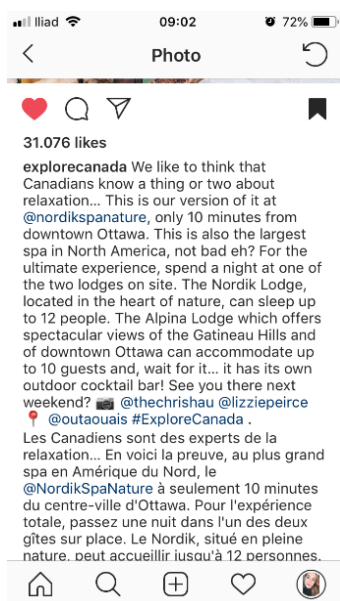 Iliad 09:02 72%
Photo
31.076 likes
explorecanada We like to think that
Canadians know a thing or two about
relaxation... This is our version of it at
@nordikspanature, only 10 minutes from
downtown Ottawa. This is also the largest
spa in North America, not bad eh? For the
ultimate experience, spend a night at one of
the two lodges on site. The Nordik Lodge,
located in the heart of nature, can sleep up
to 12 people. The Alpina Lodge which offers
spectacular views of the Gatineau Hills and
of downtown Ottawa can accommodate up
to 10 guests and, wait for it... it has its own
outdoor cocktail bar! See you there next
weekend? 📷 @thechrishau @lizziepeirce
📍 @outaouais #ExploreCanada .
Les Canadiens sont des experts de la
relaxation... En voici la preuve, au plus grand
spa en Amérique du Nord, le
@NordikSpaNature à seulement 10 minutes
du centre-ville d'Ottawa. Pour l'expérience
totale, passez une nuit dans l'un des deux
gîtes sur place. Le Nordik, situé en pleine
nature, peut accueillir jusqu'à 12 personnes.